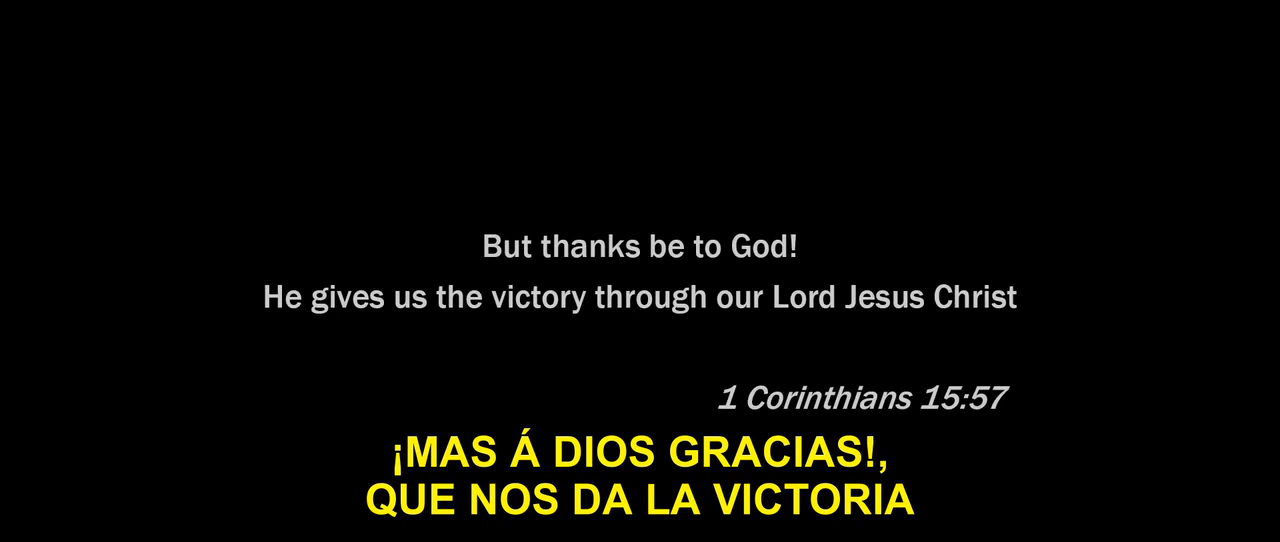 But thanks be to God!
He gives us the victory through our Lord Jesus Christ
1 Corinthians 15:57
¡MAS Á DIOS GRACIAS!,
QUE NOS DA LA VICTORIA